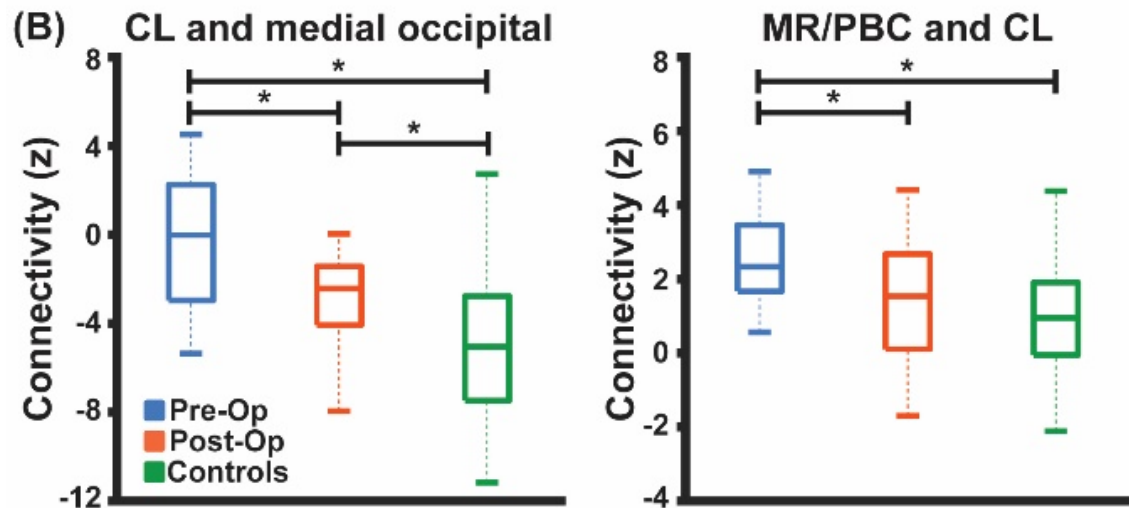 (B) CL and medial occipital
8
4
0
-4
-8
-12
Connectivity (z)
*
*
*
Pre-Op
Post-Op
Controls
MR/PBC and CL
8
6
4
2
0
-2
-4
Connectivity (z)
*
*